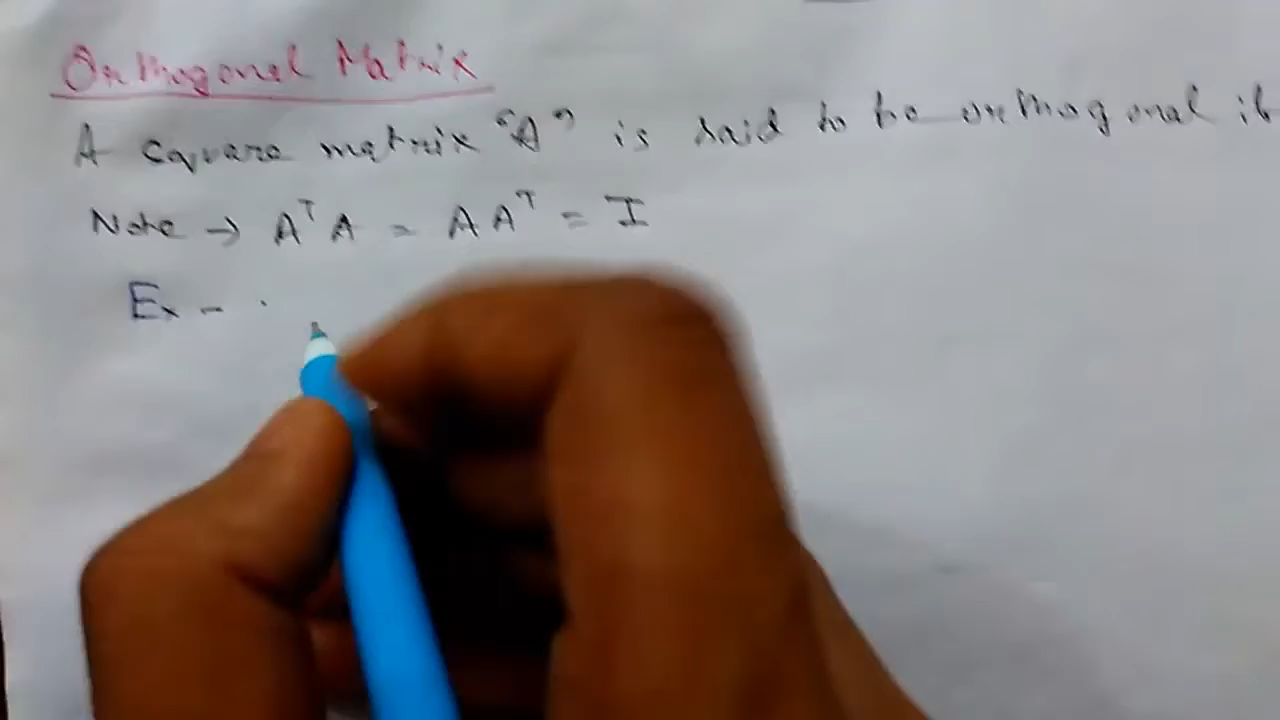 Orthogonal Matrix
A square matrix "A" is said to be orthogonal if
Note → AᵀA = AAᵀ = I
Ex -